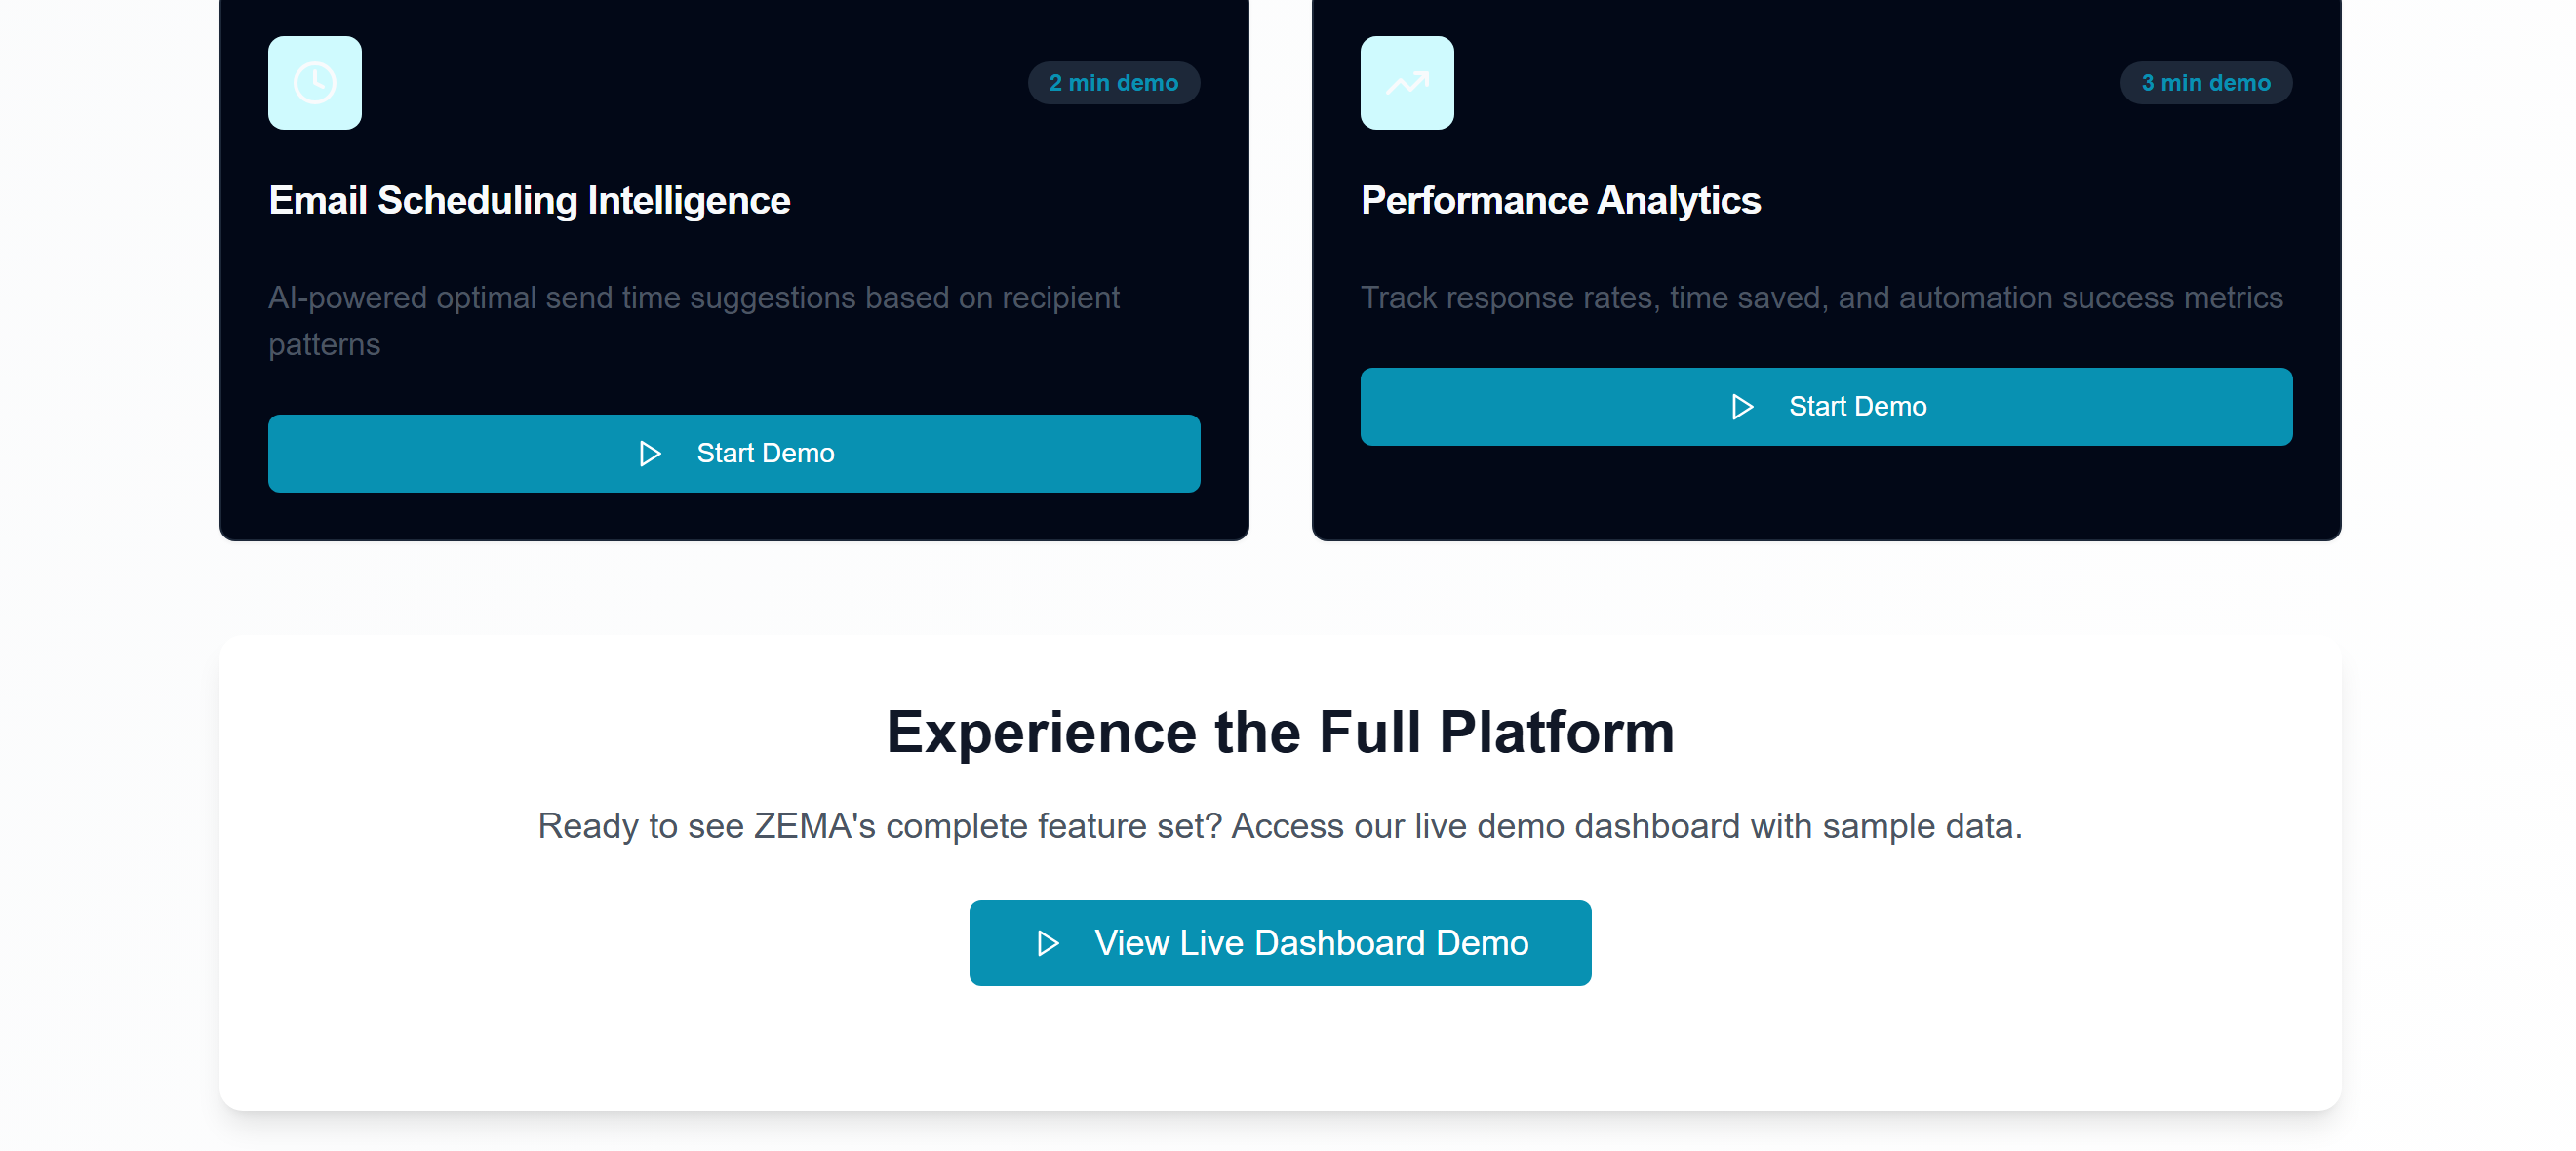 2 min demo
Email Scheduling Intelligence
AI-powered optimal send time suggestions based on recipient
patterns
Start Demo
3 min demo
Performance Analytics
Track response rates, time saved, and automation success metrics
Start Demo
Experience the Full Platform
Ready to see ZEMA's complete feature set? Access our live demo dashboard with sample data.
View Live Dashboard Demo